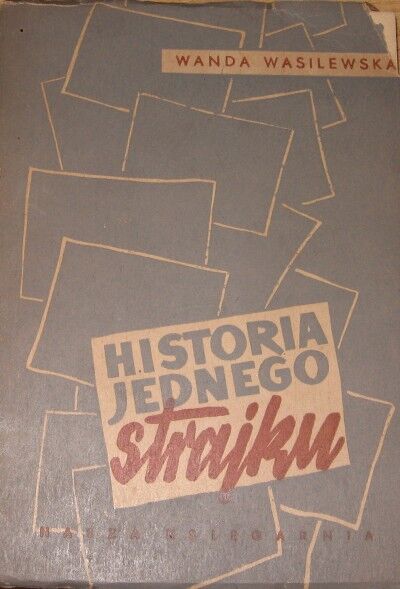 WANDA WASILEWSKA
HISTORIA
JEDNEGO
strajku
NASZA KSIĘGARNIA